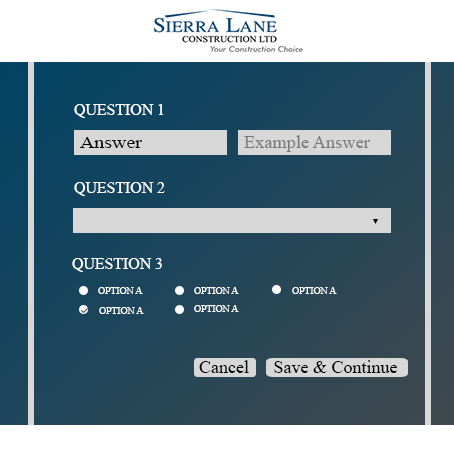 SIERRA LANE
CONSTRUCTION LTD
Your Construction Choice
QUESTION 1
Answer Example Answer
QUESTION 2
QUESTION 3
OPTION A OPTION A OPTION A
OPTION A OPTION A
Cancel Save & Continue